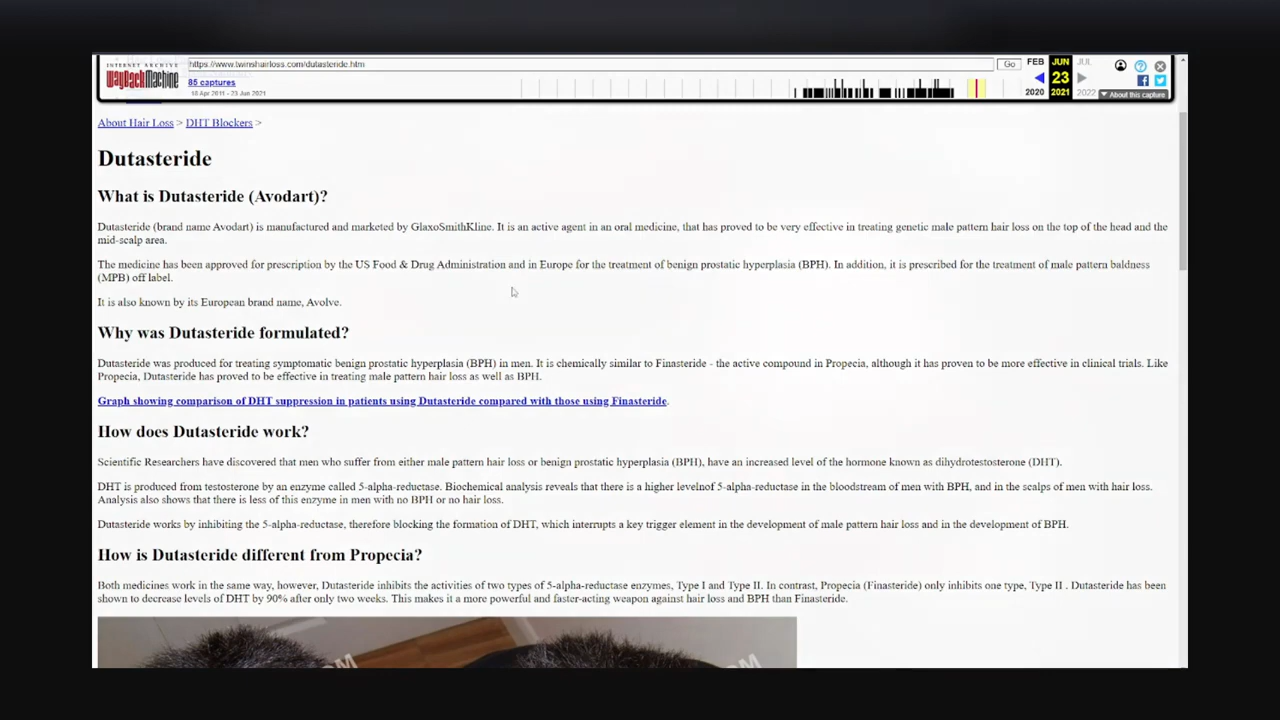 INTERNET ARCHIVE
WayBackMachine
https://www.twinshairloss.com/dutasteride.htm
Go
FEB JUN JUL
85 captures
23
18 Apr 2011 - 23 Jun 2021
2020 2021 2022
About this capture
About Hair Loss > DHT Blockers >
Dutasteride
What is Dutasteride (Avodart)?
Dutasteride (brand name Avodart) is manufactured and marketed by GlaxoSmithKline. It is an active agent in an oral medicine, that has proved to be very effective in treating genetic male pattern hair loss on the top of the head and the
mid-scalp area.
The medicine has been approved for prescription by the US Food & Drug Administration and in Europe for the treatment of benign prostatic hyperplasia (BPH). In addition, it is prescribed for the treatment of male pattern baldness
(MPB) off label.
It is also known by its European brand name, Avolve.
Why was Dutasteride formulated?
Dutasteride was produced for treating symptomatic benign prostatic hyperplasia (BPH) in men. It is chemically similar to Finasteride - the active compound in Propecia, although it has proven to be more effective in clinical trials. Like
Propecia, Dutasteride has proved to be effective in treating male pattern hair loss as well as BPH.
Graph showing comparison of DHT suppression in patients using Dutasteride compared with those using Finasteride.
How does Dutasteride work?
Scientific Researchers have discovered that men who suffer from either male pattern hair loss or benign prostatic hyperplasia (BPH), have an increased level of the hormone known as dihydrotestosterone (DHT).
DHT is produced from testosterone by an enzyme called 5-alpha-reductase. Biochemical analysis reveals that there is a higher levelnof 5-alpha-reductase in the bloodstream of men with BPH, and in the scalps of men with hair loss.
Analysis also shows that there is less of this enzyme in men with no BPH or no hair loss.
Dutasteride works by inhibiting the 5-alpha-reductase, therefore blocking the formation of DHT, which interrupts a key trigger element in the development of male pattern hair loss and in the development of BPH.
How is Dutasteride different from Propecia?
Both medicines work in the same way, however, Dutasteride inhibits the activities of two types of 5-alpha-reductase enzymes, Type I and Type II. In contrast, Propecia (Finasteride) only inhibits one type, Type II . Dutasteride has been
shown to decrease levels of DHT by 90% after only two weeks. This makes it a more powerful and faster-acting weapon against hair loss and BPH than Finasteride.